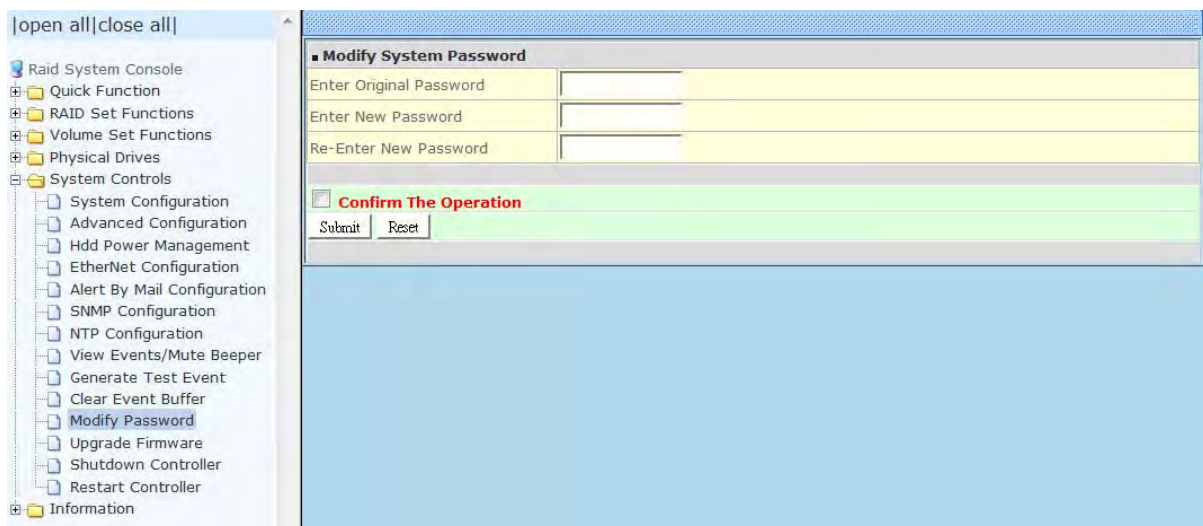 |open all|close all|
Raid System Console
Quick Function
RAID Set Functions
Volume Set Functions
Physical Drives
System Controls
System Configuration
Advanced Configuration
Hdd Power Management
EtherNet Configuration
Alert By Mail Configuration
SNMP Configuration
NTP Configuration
View Events/Mute Beeper
Generate Test Event
Clear Event Buffer
Modify Password
Upgrade Firmware
Shutdown Controller
Restart Controller
Information
Modify System Password
Enter Original Password
Enter New Password
Re-Enter New Password
Confirm The Operation
Submit Reset